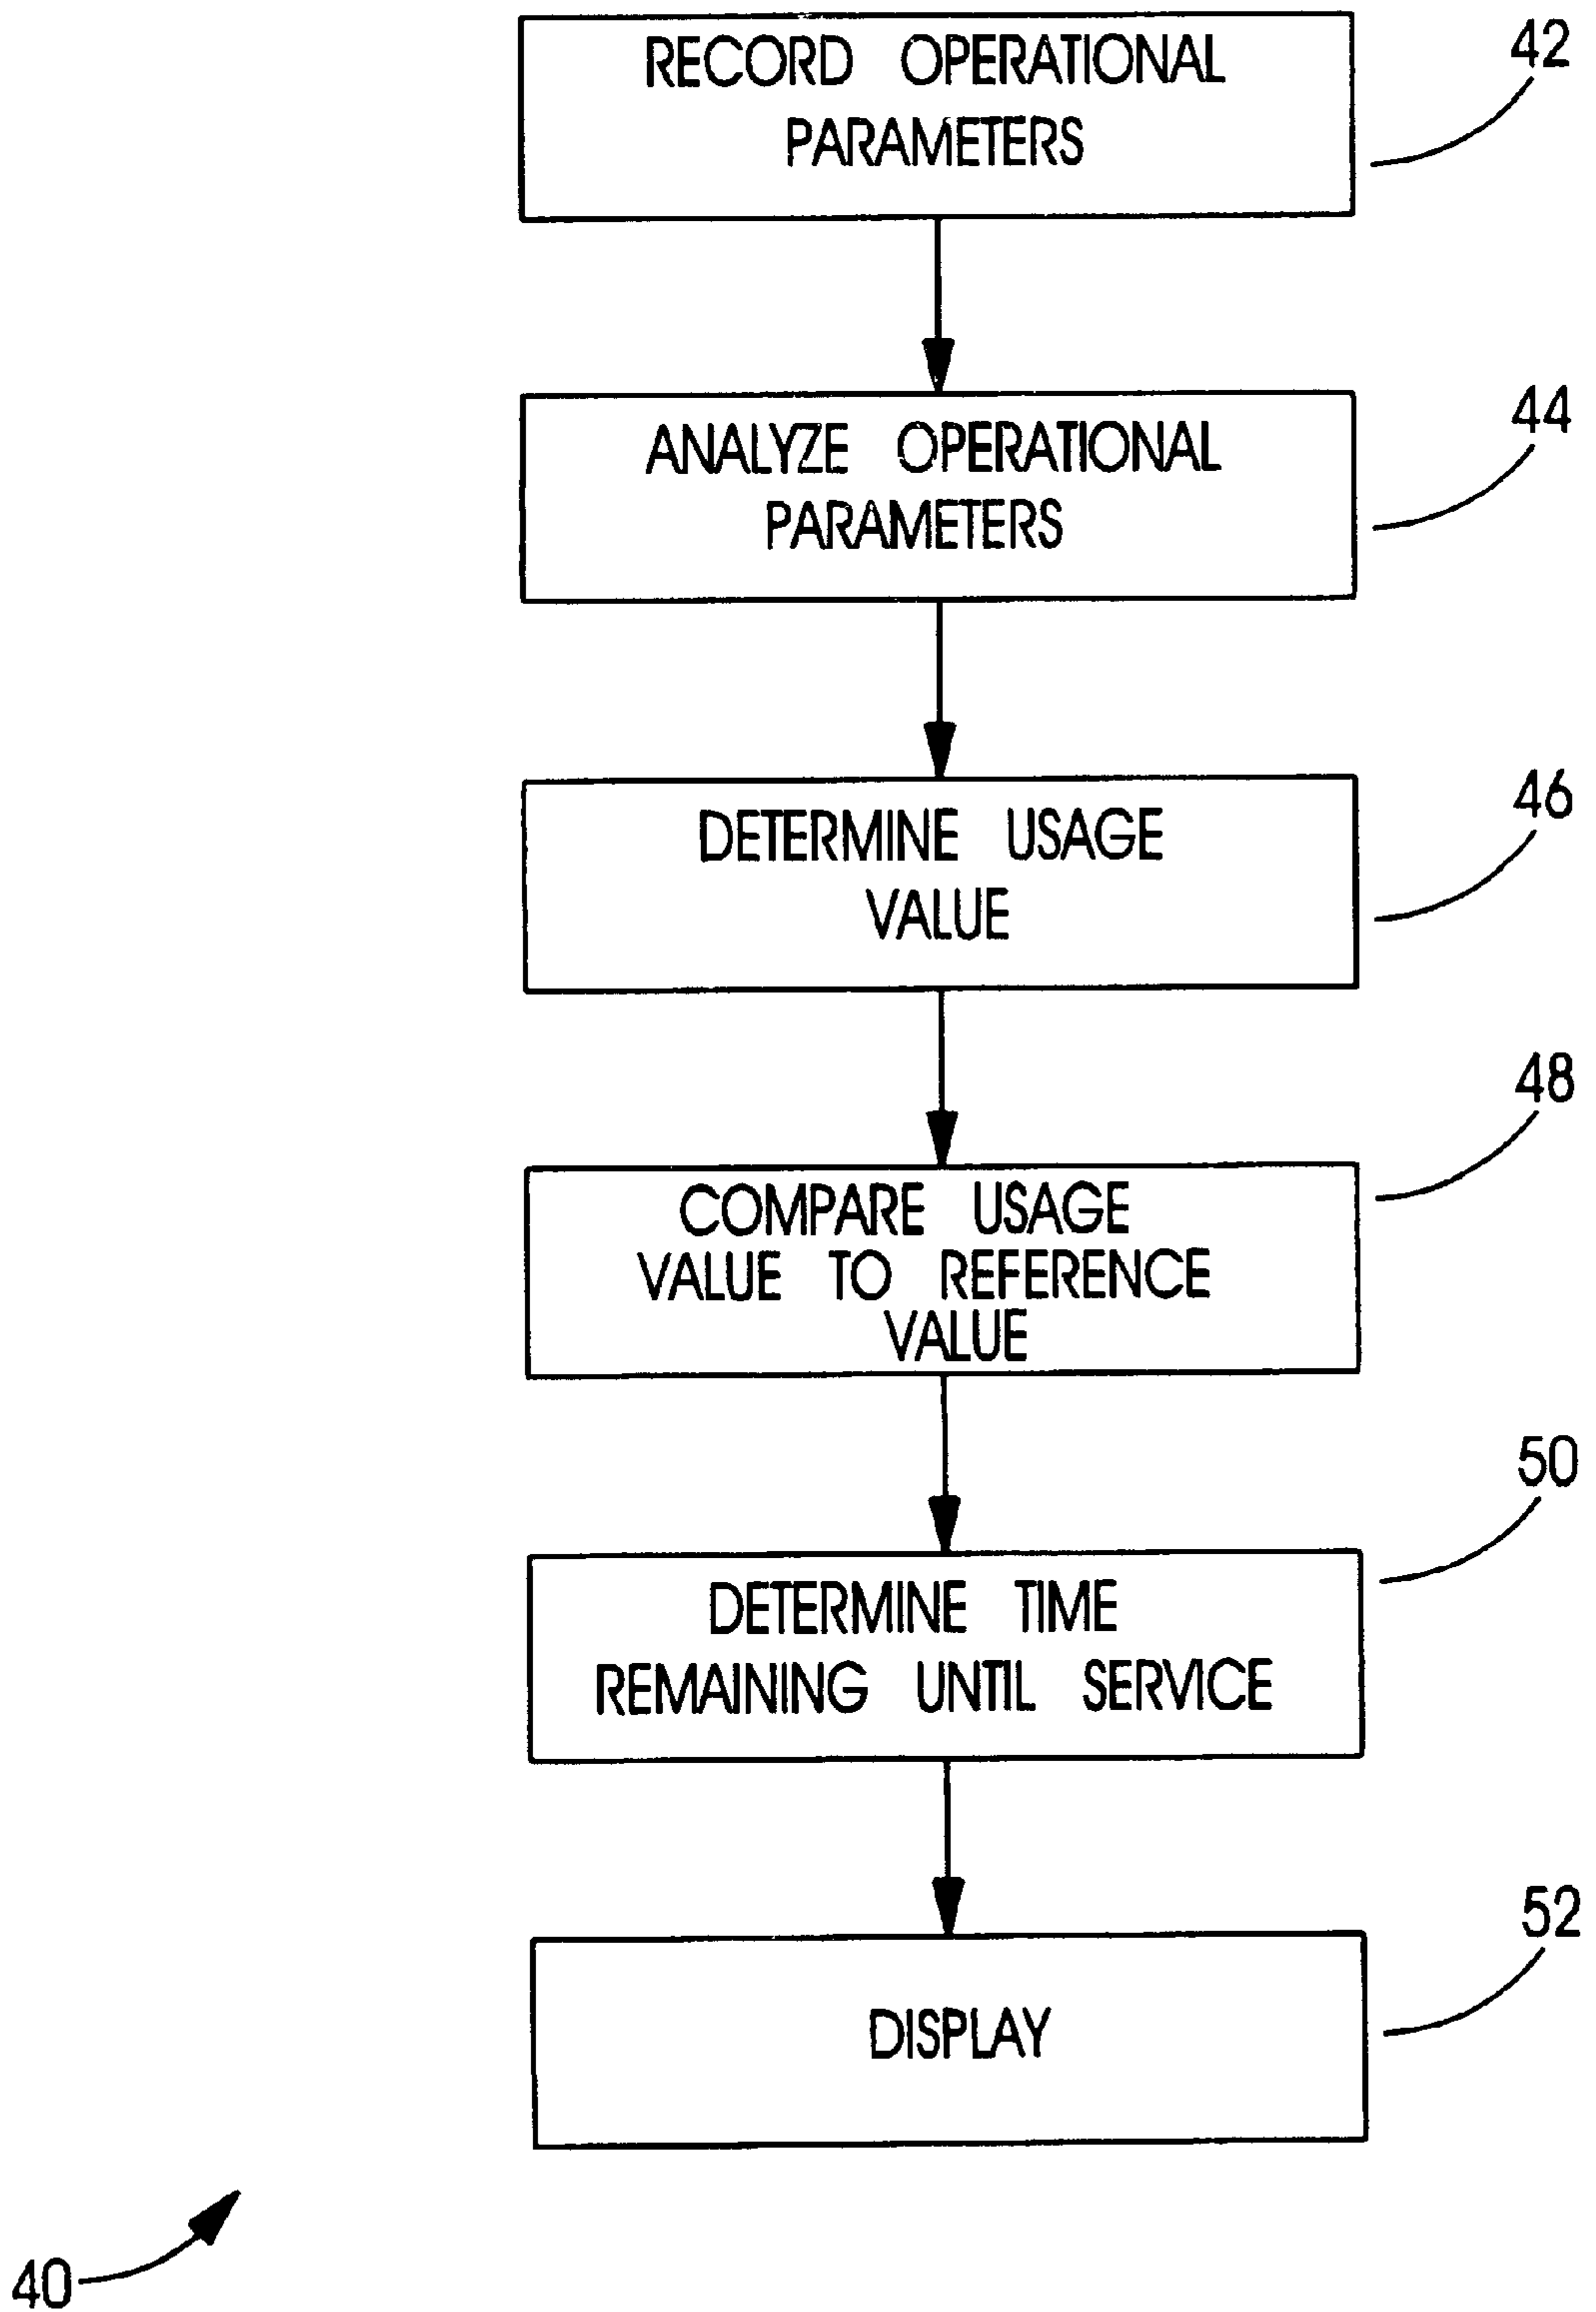 RECORD OPERATIONAL
PARAMETERS
42
ANALYZE OPERATIONAL
PARAMETERS
44
DETERMINE USAGE
VALUE
46
COMPARE USAGE
VALUE TO REFERENCE
VALUE
48
DETERMINE TIME
REMAINING UNTIL SERVICE
50
DISPLAY
52
40